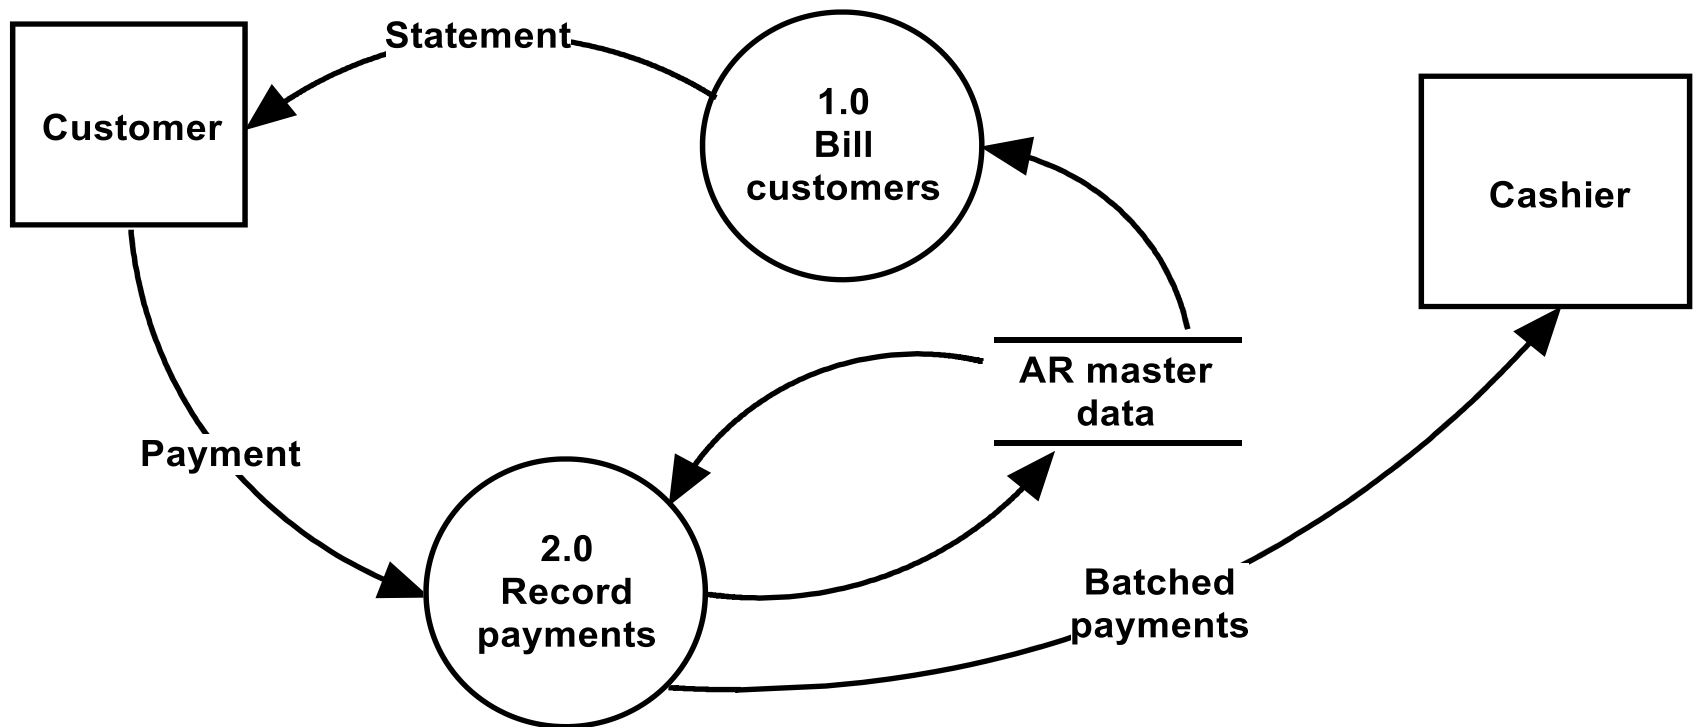 Statement
Customer
1.0
Bill
customers
Cashier
AR master
data
Payment
2.0
Record
payments
Batched
payments